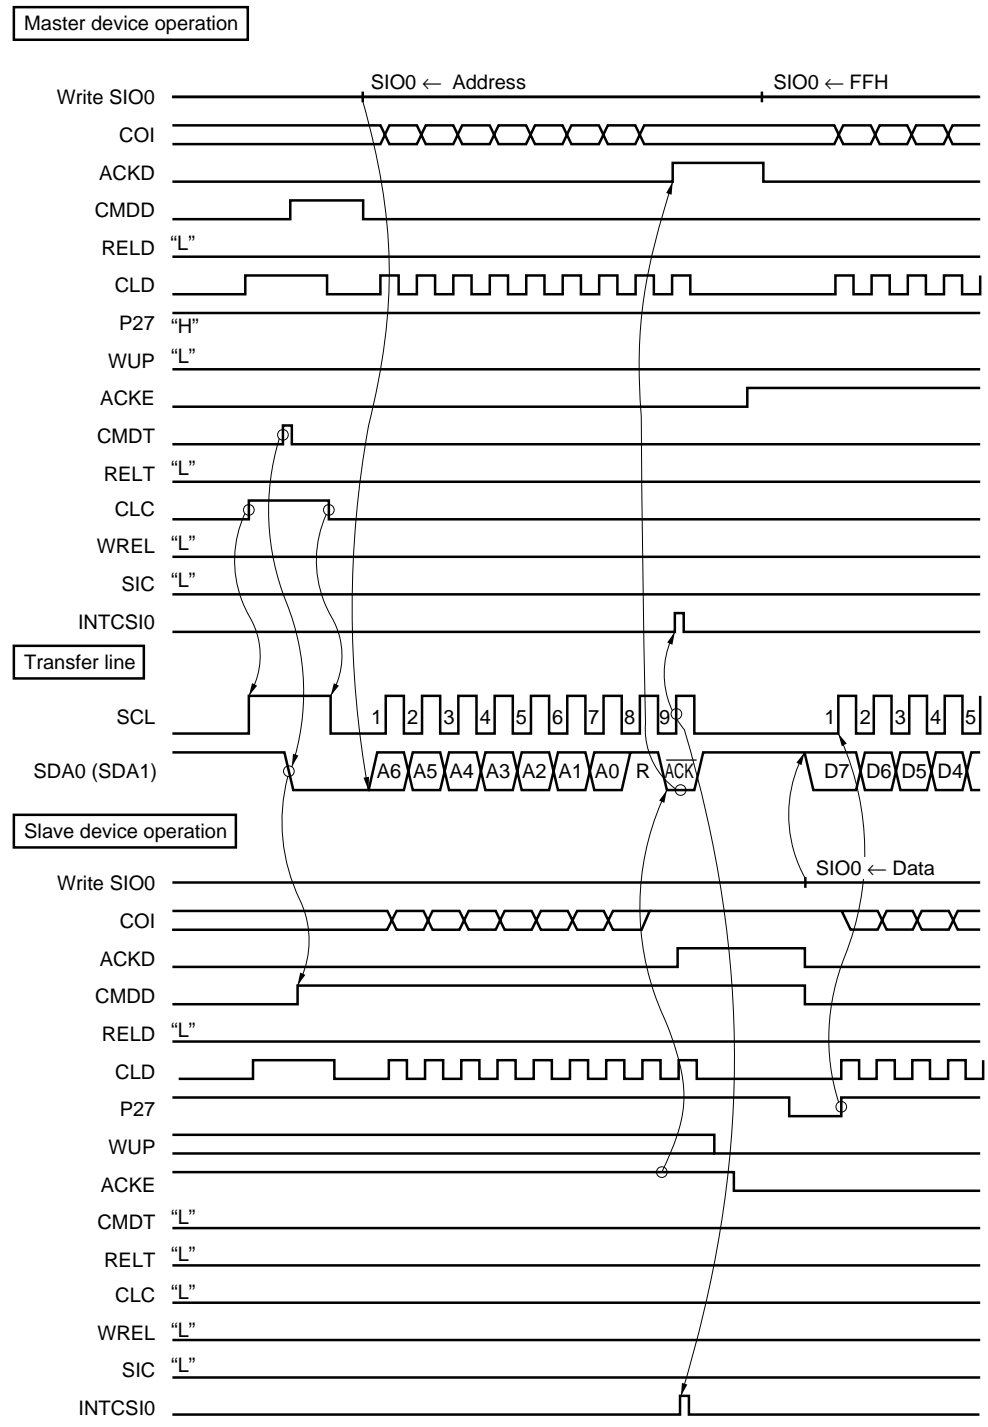 Master device operation
SIO0 ← Address
SIO0 ← FFH
Write SIO0
COI
ACKD
CMDD
RELD "L"
CLD
P27 "H"
WUP "L"
ACKE
CMDT
RELT "L"
CLC
WREL "L"
SIC "L"
INTCSI0
Transfer line
SCL 1 2 3 4 5 6 7 8 9 1 2 3 4 5
SDA0 (SDA1) A6 A5 A4 A3 A2 A1 A0 R ACK D7 D6 D5 D4
Slave device operation
SIO0 ← Data
Write SIO0
COI
ACKD
CMDD
RELD "L"
CLD
P27
WUP
ACKE
CMDT "L"
RELT "L"
CLC "L"
WREL "L"
SIC "L"
INTCSI0